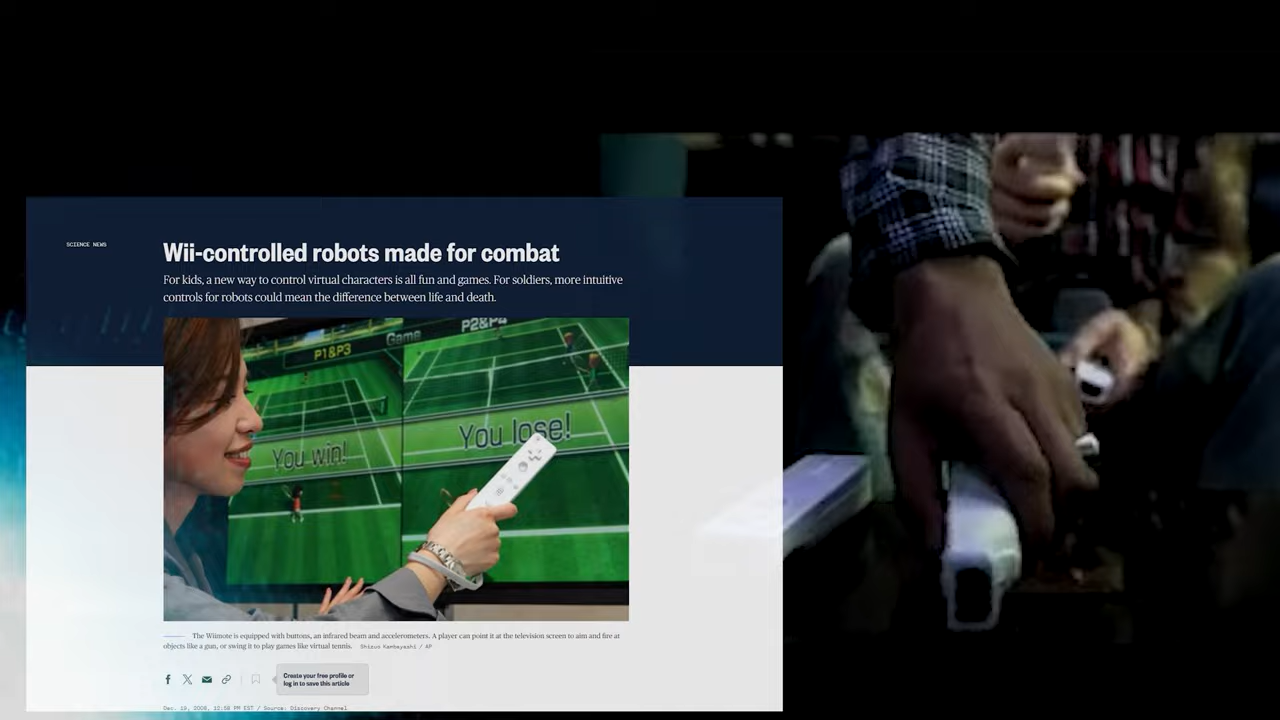 SCIENCE NEWS
Wii-controlled robots made for combat
For kids, a new way to control virtual characters is all fun and games. For soldiers, more intuitive
controls for robots could mean the difference between life and death.
P1&P3
Game
P2&P4
You win!
You lose!
The Wiimote is equipped with buttons, an infrared beam and accelerometers. A player can point it at the television screen to aim and fire at
objects like a gun, or swing it to play games like virtual tennis. Shizuo Kambayashi / AP
Create your free profile or
log in to save this article
PM EST / Source: Discovery Channel